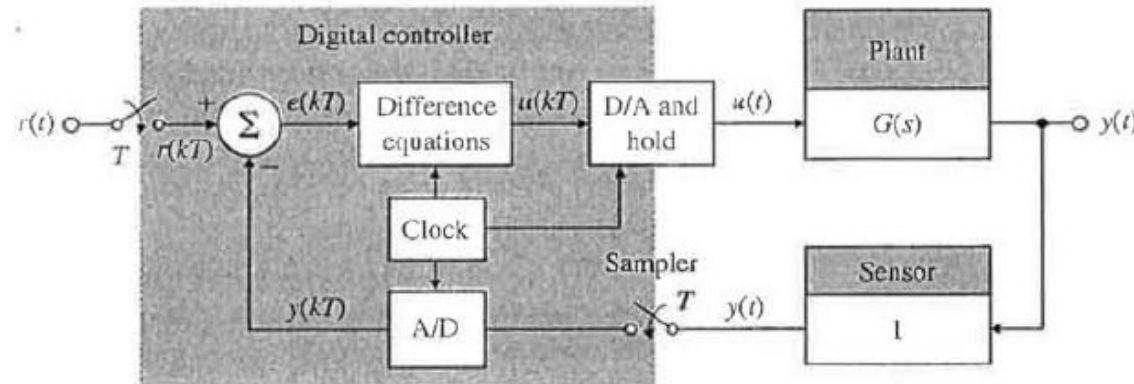 Digital controller
Plant
r(t)
T
r(kT)
+
Σ
−
e(kT)
Difference
equations
u(kT)
D/A and
hold
u(t)
G(s)
y(t)
Clock
Sampler
T
Sensor
y(kT)
A/D
y(t)
1